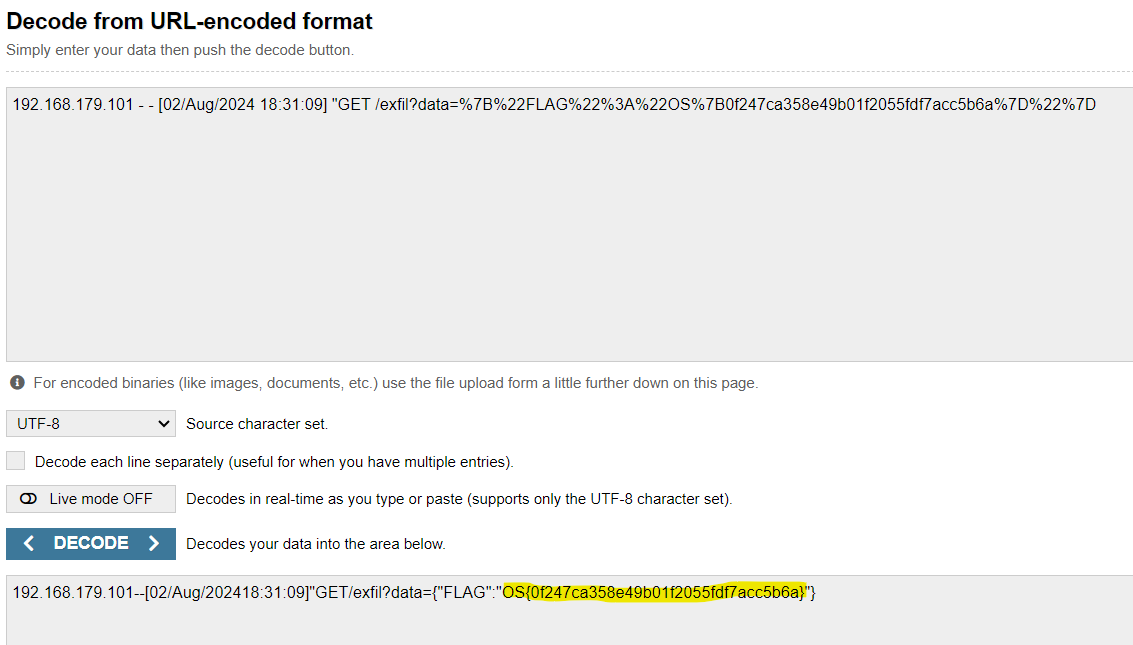 Decode from URL-encoded format
Simply enter your data then push the decode button.
192.168.179.101 - - [02/Aug/2024 18:31:09] "GET /exfil?data=%7B%22FLAG%22%3A%22OS%7B0f247ca358e49b01f2055fdf7acc5b6a%7D%22%7D
For encoded binaries (like images, documents, etc.) use the file upload form a little further down on this page.
UTF-8 Source character set.
Decode each line separately (useful for when you have multiple entries).
Live mode OFF Decodes in real-time as you type or paste (supports only the UTF-8 character set).
< DECODE > Decodes your data into the area below.
192.168.179.101--[02/Aug/202418:31:09]"GET/exfil?data={"FLAG":"OS{0f247ca358e49b01f2055fdf7acc5b6a}"}